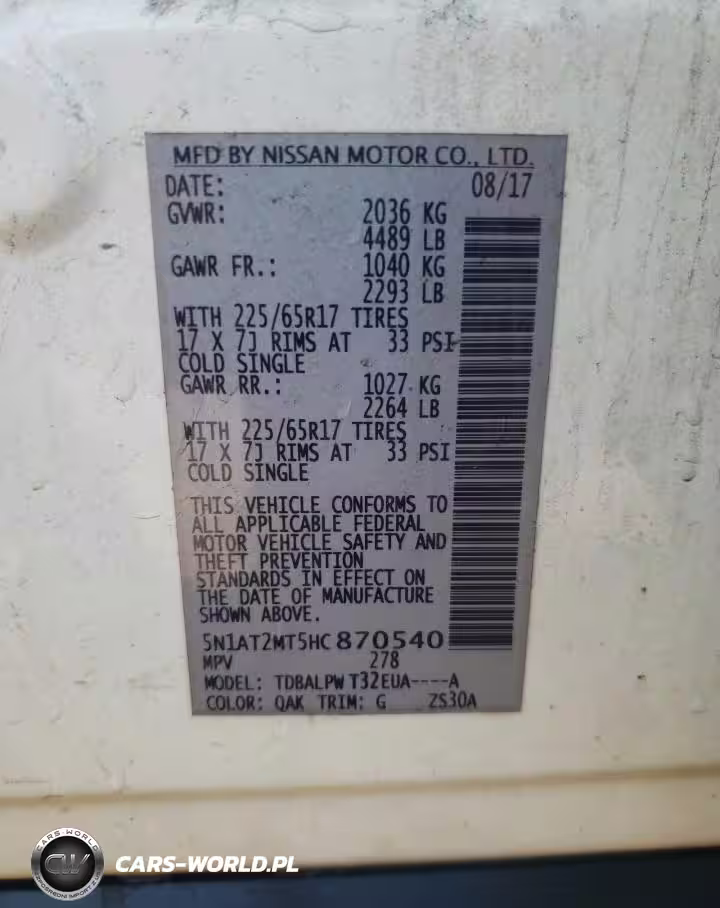 MFD BY NISSAN MOTOR CO., LTD.
DATE: 08/17
GVWR: 2036 KG
4489 LB
GAWR FR.: 1040 KG
2293 LB
WITH 225/65R17 TIRES
17 X 7J RIMS AT 33 PSI
COLD SINGLE
GAWR RR.: 1027 KG
2264 LB
WITH 225/65R17 TIRES
17 X 7J RIMS AT 33 PSI
COLD SINGLE
THIS VEHICLE CONFORMS TO
ALL APPLICABLE FEDERAL
MOTOR VEHICLE SAFETY AND
THEFT PREVENTION
STANDARDS IN EFFECT ON
THE DATE OF MANUFACTURE
SHOWN ABOVE.
5N1AT2MT5HC870540
MPV 278
MODEL: TDBALPW T32EUA----A
COLOR: QAK TRIM: G ZS30A
CARS-WORLD
CW
CARS-WORLD.PL